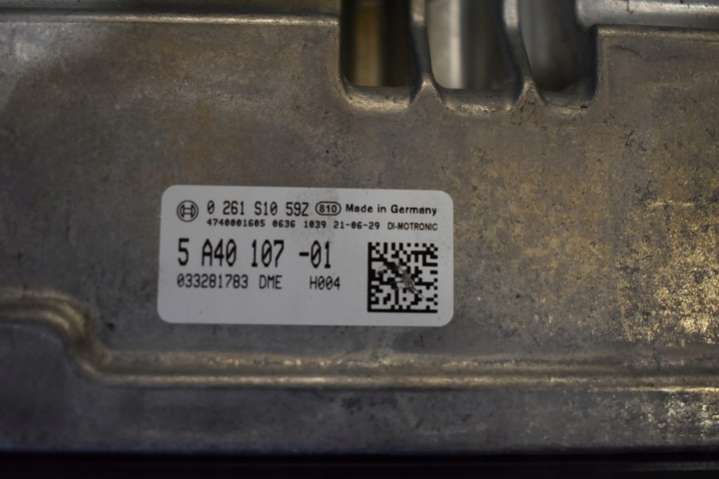 0 261 S10 59Z 810 Made in Germany
4740001605 0636 1039 21-06-29 DI-MOTRONIC
5 A40 107 -01
033281783 DME H004